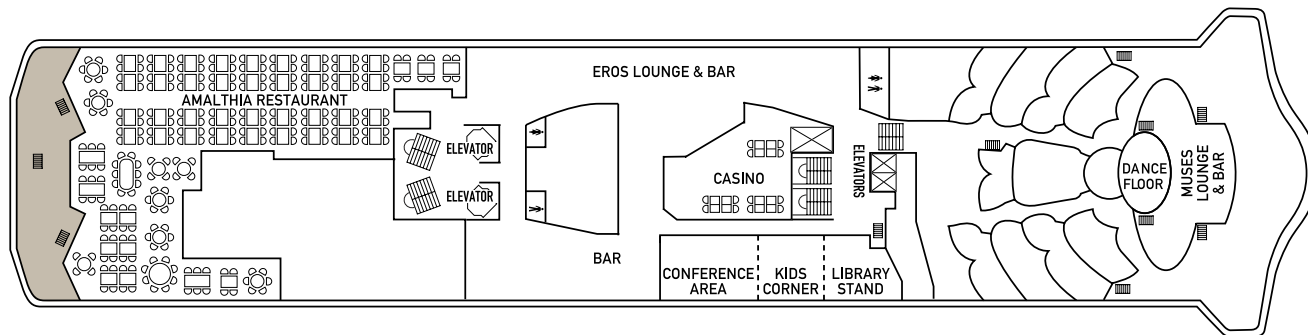 AMALTHIA RESTAURANT
ELEVATOR
ELEVATOR
EROS LOUNGE & BAR
BAR
CASINO
ELEVATORS
CONFERENCE
AREA
KIDS
CORNER
LIBRARY
STAND
DANCE
FLOOR
MUSES
LOUNGE
& BAR